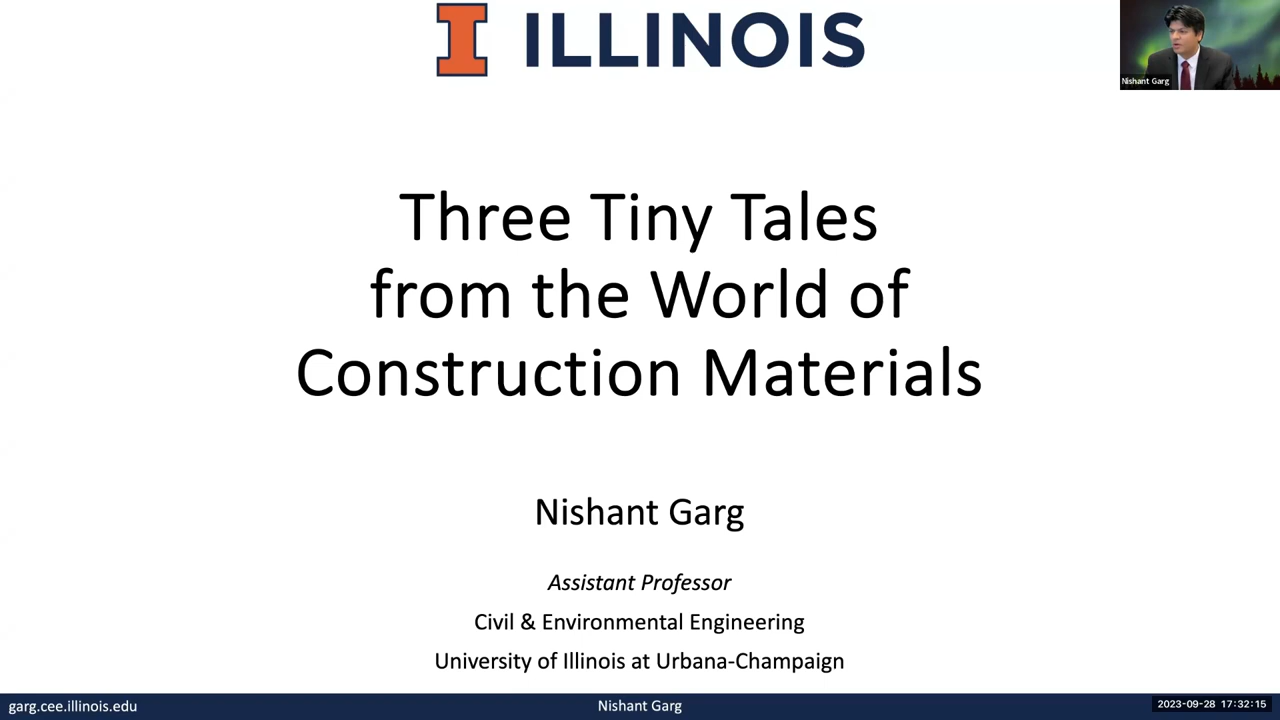 ILLINOIS
Nishant Garg
Three Tiny Tales
from the World of
Construction Materials
Nishant Garg
Assistant Professor
Civil & Environmental Engineering
University of Illinois at Urbana-Champaign
garg.cee.illinois.edu
Nishant Garg
2023-09-28 17:32:15